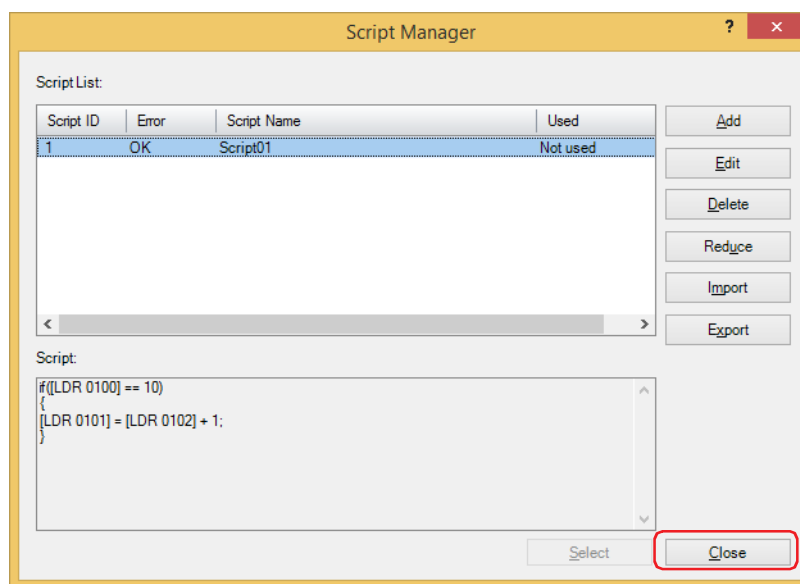 Script Manager
?
Script List:
Script ID Error Script Name Used
1 OK Script01 Not used
Add
Edit
Delete
Reduce
Import
Export
Script:
if([LDR 0100] == 10)
{
[LDR 0101] = [LDR 0102] + 1;
}
Select
Close